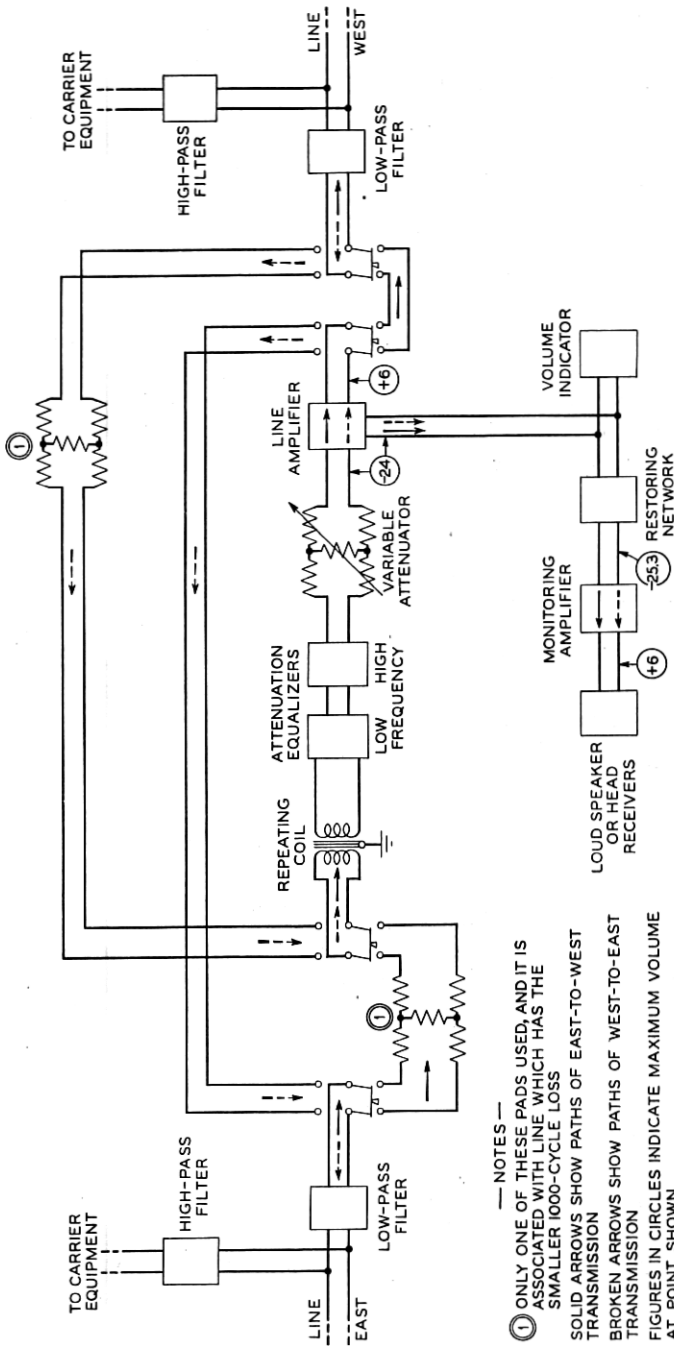 TO CARRIER
EQUIPMENT
HIGH-PASS
FILTER
LINE
WEST
LOW-PASS
FILTER
①
LINE
AMPLIFIER
+6
-24
VARIABLE
ATTENUATOR
ATTENUATION
EQUALIZERS
HIGH
FREQUENCY
LOW
REPEATING
COIL
VOLUME
INDICATOR
RESTORING
NETWORK
-25.3
MONITORING
AMPLIFIER
+6
LOUD SPEAKER
OR HEAD
RECEIVERS
①
TO CARRIER
EQUIPMENT
HIGH-PASS
FILTER
LOW-PASS
FILTER
LINE
EAST
— NOTES —
① ONLY ONE OF THESE PADS USED, AND IT IS
ASSOCIATED WITH LINE WHICH HAS THE
SMALLER 1000-CYCLE LOSS
SOLID ARROWS SHOW PATHS OF EAST-TO-WEST
TRANSMISSION
BROKEN ARROWS SHOW PATHS OF WEST-TO-EAST
TRANSMISSION
FIGURES IN CIRCLES INDICATE MAXIMUM VOLUME
AT POINT SHOWN